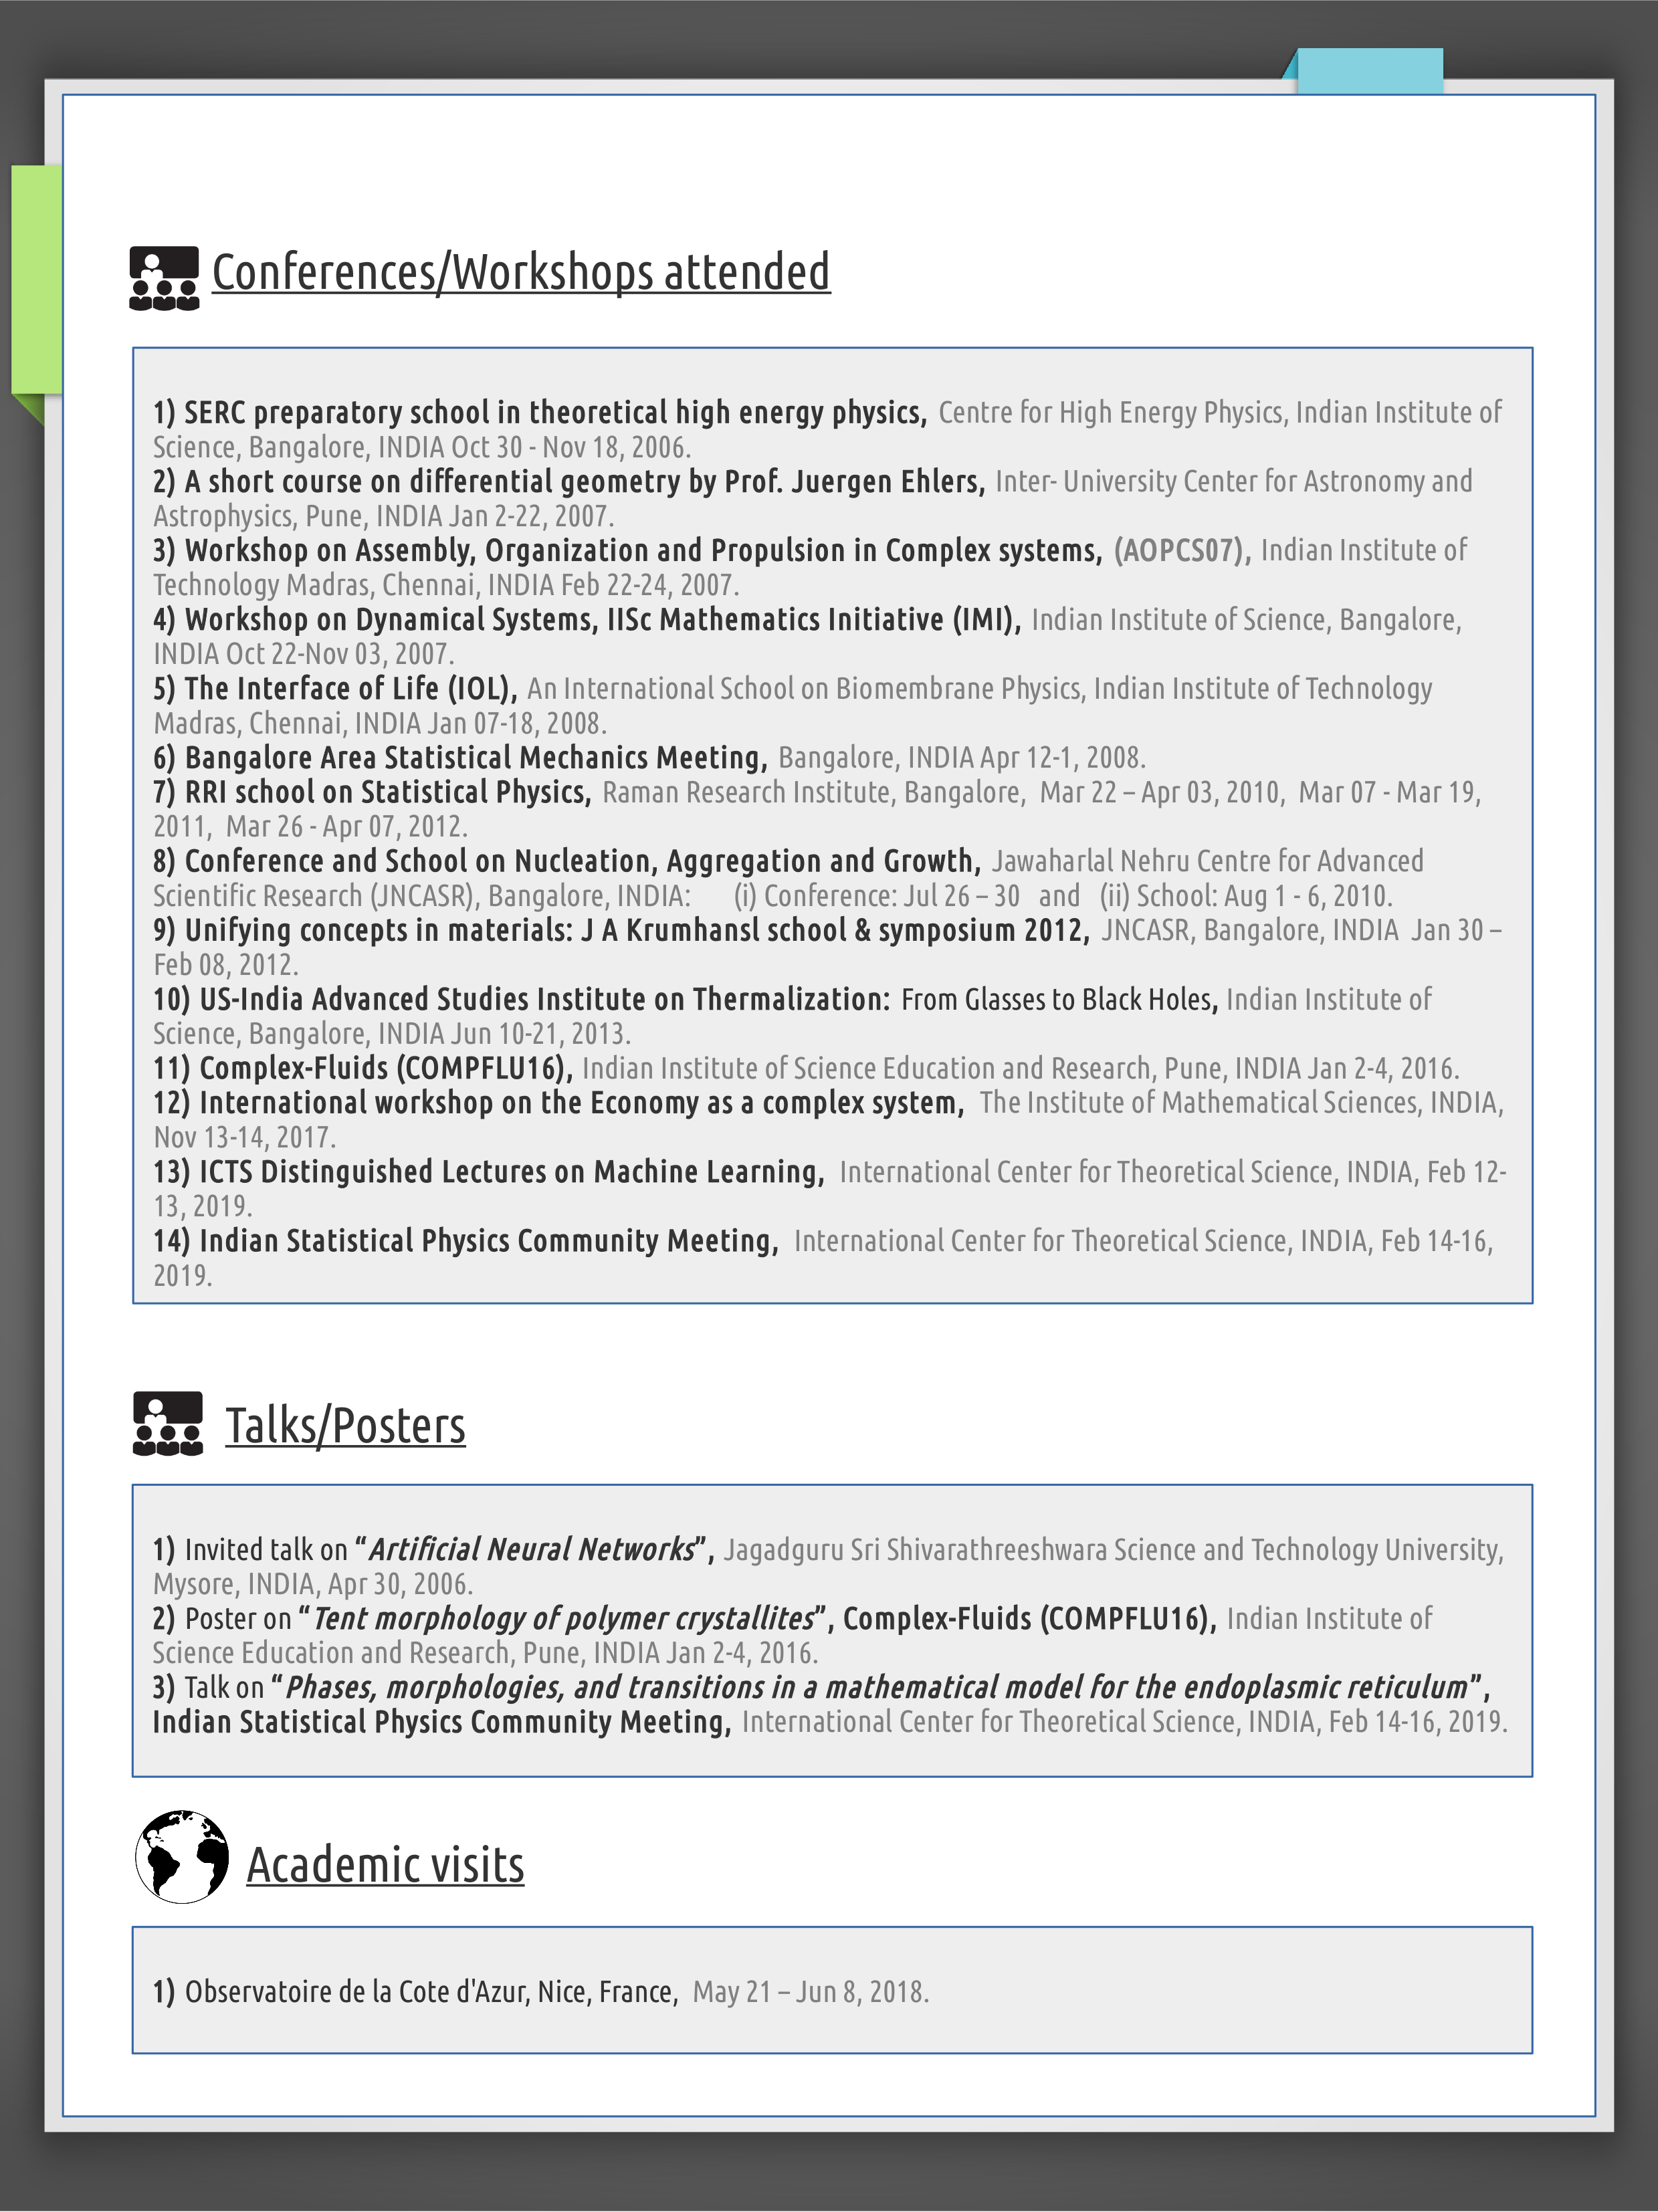 Conferences/Workshops attended
1) SERC preparatory school in theoretical high energy physics, Centre for High Energy Physics, Indian Institute of
Science, Bangalore, INDIA Oct 30 - Nov 18, 2006.
2) A short course on differential geometry by Prof. Juergen Ehlers, Inter- University Center for Astronomy and
Astrophysics, Pune, INDIA Jan 2-22, 2007.
3) Workshop on Assembly, Organization and Propulsion in Complex systems, (AOPCS07), Indian Institute of
Technology Madras, Chennai, INDIA Feb 22-24, 2007.
4) Workshop on Dynamical Systems, IISc Mathematics Initiative (IMI), Indian Institute of Science, Bangalore,
INDIA Oct 22-Nov 03, 2007.
5) The Interface of Life (IOL), An International School on Biomembrane Physics, Indian Institute of Technology
Madras, Chennai, INDIA Jan 07-18, 2008.
6) Bangalore Area Statistical Mechanics Meeting, Bangalore, INDIA Apr 12-1, 2008.
7) RRI school on Statistical Physics, Raman Research Institute, Bangalore, Mar 22 – Apr 03, 2010, Mar 07 - Mar 19,
2011, Mar 26 - Apr 07, 2012.
8) Conference and School on Nucleation, Aggregation and Growth, Jawaharlal Nehru Centre for Advanced
Scientific Research (JNCASR), Bangalore, INDIA: (i) Conference: Jul 26 – 30 and (ii) School: Aug 1 - 6, 2010.
9) Unifying concepts in materials: J A Krumhansl school & symposium 2012, JNCASR, Bangalore, INDIA Jan 30 –
Feb 08, 2012.
10) US-India Advanced Studies Institute on Thermalization: From Glasses to Black Holes, Indian Institute of
Science, Bangalore, INDIA Jun 10-21, 2013.
11) Complex-Fluids (COMPFLU16), Indian Institute of Science Education and Research, Pune, INDIA Jan 2-4, 2016.
12) International workshop on the Economy as a complex system, The Institute of Mathematical Sciences, INDIA,
Nov 13-14, 2017.
13) ICTS Distinguished Lectures on Machine Learning, International Center for Theoretical Science, INDIA, Feb 12-
13, 2019.
14) Indian Statistical Physics Community Meeting, International Center for Theoretical Science, INDIA, Feb 14-16,
2019.
Talks/Posters
1) Invited talk on “Artificial Neural Networks”, Jagadguru Sri Shivarathreeshwara Science and Technology University,
Mysore, INDIA, Apr 30, 2006.
2) Poster on “Tent morphology of polymer crystallites”, Complex-Fluids (COMPFLU16), Indian Institute of
Science Education and Research, Pune, INDIA Jan 2-4, 2016.
3) Talk on “Phases, morphologies, and transitions in a mathematical model for the endoplasmic reticulum”,
Indian Statistical Physics Community Meeting, International Center for Theoretical Science, INDIA, Feb 14-16, 2019.
Academic visits
1) Observatoire de la Cote d'Azur, Nice, France, May 21 – Jun 8, 2018.